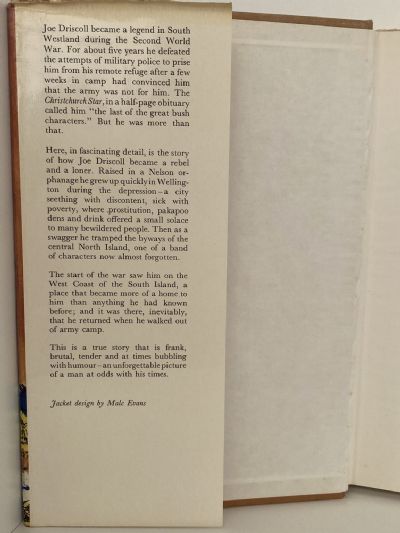 Joe Driscoll became a legend in South
Westland during the Second World
War. For about five years he defeated
the attempts of military police to prise
him from his remote refuge after a few
weeks in camp had convinced him
that the army was not for him. The
Christchurch Star, in a half-page obituary
called him "the last of the great bush
characters." But he was more than
that.
Here, in fascinating detail, is the story
of how Joe Driscoll became a rebel
and a loner. Raised in a Nelson or-
phanage he grew up quickly in Welling-
ton during the depression–a city
seething with discontent, sick with
poverty, where prostitution, pakapoo
dens and drink offered a small solace
to many bewildered people. Then as a
swagger he tramped the byways of the
central North Island, one of a band
of characters now almost forgotten.
The start of the war saw him on the
West Coast of the South Island, a
place that became more of a home to
him than anything he had known
before; and it was there, inevitably,
that he returned when he walked out
of army camp.
This is a true story that is frank,
brutal, tender and at times bubbling
with humour–an unforgettable picture
of a man at odds with his times.
Jacket design by Malc Evans